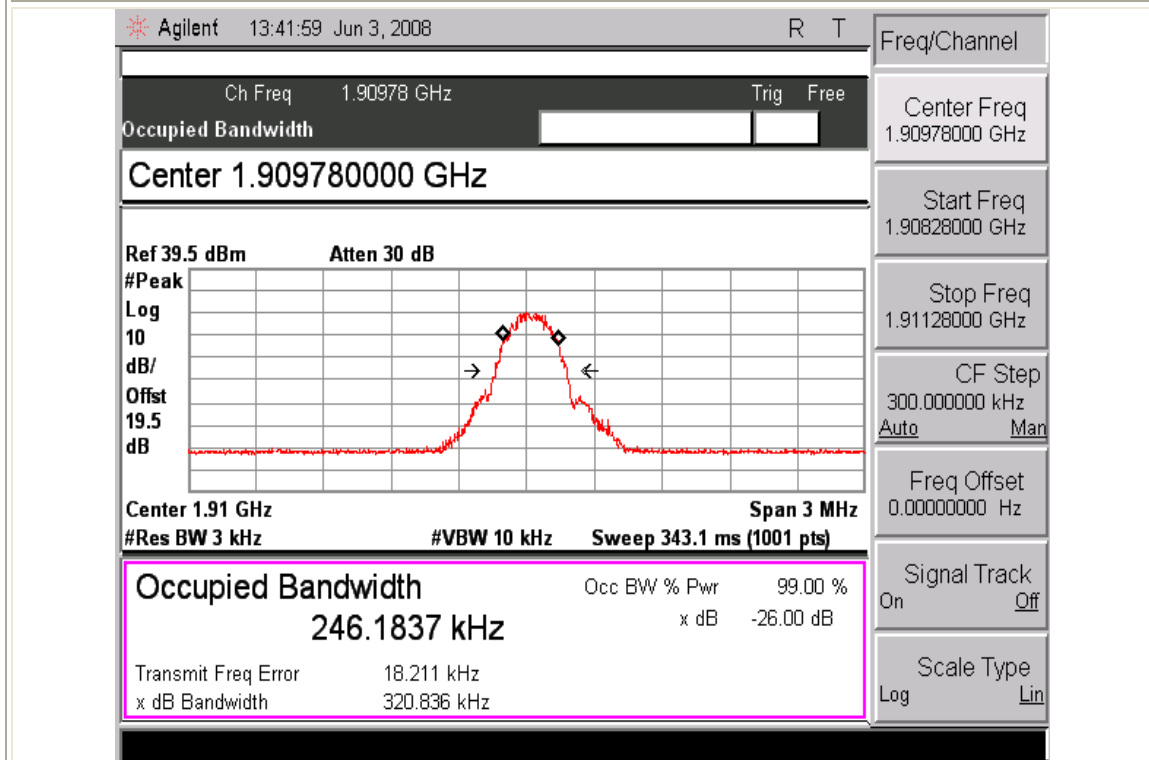 Agilent 13:41:59 Jun 3, 2008 R T
Freq/Channel
Ch Freq 1.90978 GHz Trig Free
Occupied Bandwidth
Center 1.909780000 GHz
Ref 39.5 dBm Atten 30 dB
#Peak
Log
10
dB/
Offst
19.5
dB
Center 1.91 GHz Span 3 MHz
#Res BW 3 kHz #VBW 10 kHz Sweep 343.1 ms (1001 pts)
Occupied Bandwidth Occ BW % Pwr 99.00 %
246.1837 kHz x dB -26.00 dB
Transmit Freq Error 18.211 kHz
x dB Bandwidth 320.836 kHz
Center Freq
1.90978000 GHz
Start Freq
1.90828000 GHz
Stop Freq
1.91128000 GHz
CF Step
300.000000 kHz
Auto Man
Freq Offset
0.00000000 Hz
Signal Track
On Off
Scale Type
Log Lin